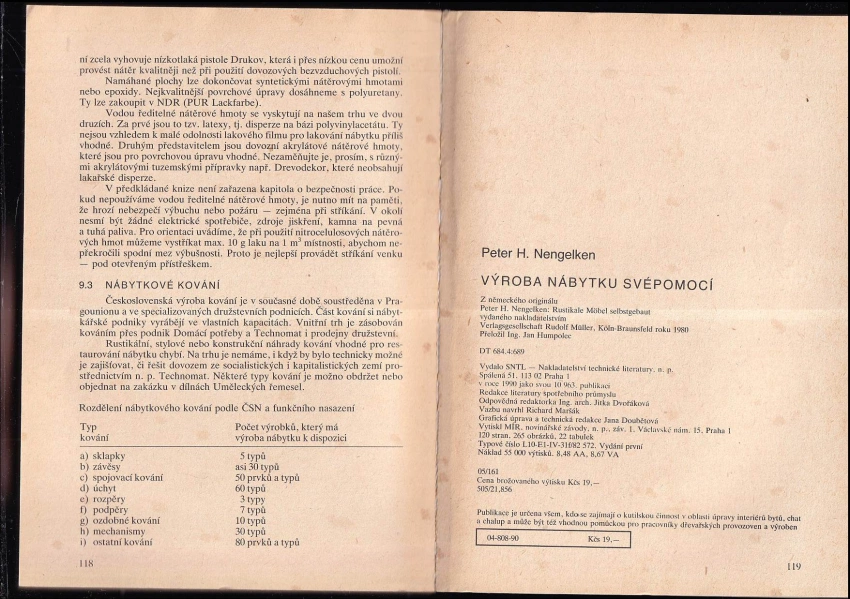 ní zcela vyhovuje nízkotlaká pistole Drukov, která i přes nízkou cenu umožní
provést nátěr kvalitněji než při použití dovozových bezvzduchových pistolí.
Namáhané plochy lze dokončovat syntetickými nátěrovými hmotami
nebo epoxidy. Nejkvalitnější povrchové úpravy dosáhneme s polyuretany.
Ty lze zakoupit v NDR (PUR Lackfarbe).
Vodou ředitelné nátěrové hmoty se vyskytují na našem trhu ve dvou
druzích. Za prvé jsou to tzv. latexy, tj. disperze na bázi polyvinylacetátu. Ty
nejsou vzhledem k malé odolnosti lakového filmu pro lakování nábytku příliš
vhodné. Druhým představitelem jsou dovozní akrylátové nátěrové hmoty,
které jsou pro povrchovou úpravu vhodné. Nezaměňujte je, prosím, s různý-
mi akrylátovými tuzemskými přípravky např. Drevodekor, které neobsahují
lakařské disperze.
V předkládané knize není zařazena kapitola o bezpečnosti práce. Po-
kud nepoužíváme vodou ředitelné nátěrové hmoty, je nutno mít na paměti,
že hrozí nebezpečí výbuchu nebo požáru — zejména při stříkání. V okolí
nesmí být žádné elektrické spotřebiče, zdroje jiskření, kamna na pevná
a tuhá paliva. Pro orientaci uvádíme, že při použití nitrocelulosových nátěro-
vých hmot můžeme vystříkat max. 10 g laku na 1 m³ místnosti, abychom ne-
překročili spodní mez výbušnosti. Proto je nejlepší provádět stříkání venku
— pod otevřeným přístřeškem.
9.3 NÁBYTKOVÉ KOVÁNÍ
Československá výroba kování je v současné době soustředěna v Pra-
gounionu a ve specializovaných družstevních podnicích. Část kování si nábyt-
kářské podniky vyrábějí ve vlastních kapacitách. Vnitřní trh je zásobován
kováním přes podnik Domácí potřeby a Technomat i prodejny družstevní.
Rustikální, stylové nebo konstrukční náhrady kování vhodné pro res-
taurování nábytku chybí. Na trhu je nemáme, i když by bylo technicky možné
je zajišťovat, či řešit dovozem ze socialistických i kapitalistických zemí pro-
střednictvím n. p. Technomat. Některé typy kování je možno obdržet nebo
objednat na zakázku v dílnách Uměleckých řemesel.
Rozdělení nábytkového kování podle ČSN a funkčního nasazení
Typ Počet výrobků, který má
kování výroba nábytku k dispozici
a) sklapky 5 typů
b) závěsy asi 30 typů
c) spojovací kování 50 prvků a typů
d) úchyt 60 typů
e) rozpěry 3 typy
f) podpěry 7 typů
g) ozdobné kování 10 typů
h) mechanismy 30 typů
i) ostatní kování 80 prvků a typů
118
Peter H. Nengelken
VÝROBA NÁBYTKU SVÉPOMOCÍ
Z německého originálu
Peter H. Nengelken: Rustikale Möbel selbstgebaut
vydaného nakladatelstvím
Verlagsgesellschaft Rudolf Müller, Köln-Braunsfeld roku 1980
Přeložil Ing. Jan Humpolec
DT 684.4:689
Vydalo SNTL — Nakladatelství technické literatury, n. p.,
Spálená 51, 113 02 Praha 1
v roce 1990 jako svou 10 963. publikaci
Redakce literatury spotřebního průmyslu
Odpovědná redaktorka Ing. arch. Jitka Dvořáková
Vazbu navrhl Richard Maršák
Grafická úprava a technická redakce Jana Doubětová
Vytiskl MÍR, novinářské závody, n. p., záv. 1, Václavské nám. 15, Praha 1
120 stran, 265 obrázků, 22 tabulek
Typové číslo L10-E1-IV-31f/82 572. Vydání první
Náklad 55 000 výtisků. 8,48 AA, 8,67 VA
05/161
Cena brožovaného výtisku Kčs 19,—
505/21,856
Publikace je určena všem, kdo se zajímají o kutilskou činnost v oblasti úpravy interiérů bytů, chat
a chalup a může být též vhodnou pomůckou pro pracovníky dřevařských provozoven a výroben
04-808-90 Kčs 19,—
119